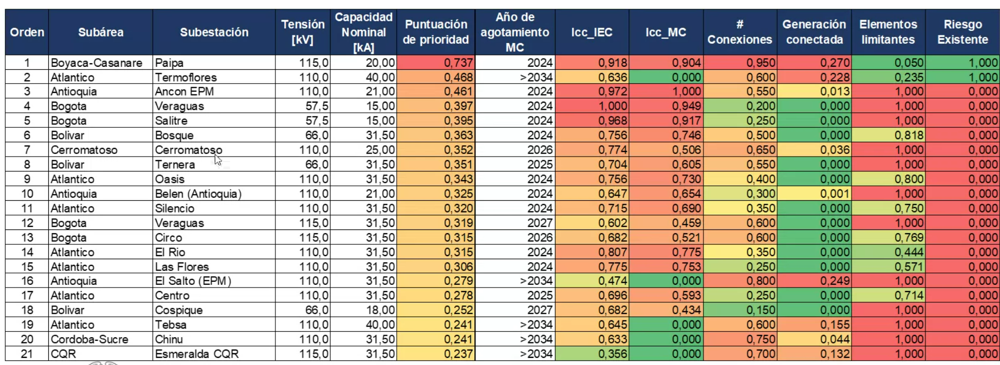 Orden Subárea Subestación Tensión [kV] Capacidad Nominal [kA] Puntuación de prioridad Año de agotamiento MC Icc_IEC Icc_MC # Conexiones Generación conectada Elementos limitantes Riesgo Existente
1 Boyaca-Casanare Paipa 115,0 20,00 0,737 2024 0,918 0,904 0,950 0,270 0,050 1,000
2 Atlantico Termoflores 110,0 40,00 0,468 >2034 0,636 0,000 0,600 0,228 0,235 1,000
3 Antioquia Ancon EPM 110,0 21,00 0,461 2024 0,972 1,000 0,550 0,013 1,000 0,000
4 Bogota Veraguas 57,5 15,00 0,397 2024 1,000 0,949 0,200 0,000 1,000 0,000
5 Bogota Salitre 57,5 15,00 0,395 2024 0,968 0,917 0,250 0,000 1,000 0,000
6 Bolivar Bosque 66,0 31,50 0,363 2024 0,756 0,746 0,500 0,000 0,818 0,000
7 Cerromatoso Cerromatoso 110,0 25,00 0,352 2026 0,774 0,506 0,650 0,036 1,000 0,000
8 Bolivar Ternera 66,0 31,50 0,351 2025 0,704 0,605 0,550 0,000 1,000 0,000
9 Atlantico Oasis 110,0 31,50 0,343 2024 0,756 0,730 0,400 0,000 0,800 0,000
10 Antioquia Belen (Antioquia) 110,0 21,00 0,325 2024 0,647 0,654 0,300 0,001 1,000 0,000
11 Atlantico Silencio 110,0 31,50 0,320 2024 0,715 0,690 0,350 0,000 0,750 0,000
12 Bogota Veraguas 115,0 31,50 0,319 2027 0,602 0,459 0,600 0,000 1,000 0,000
13 Bogota Circo 115,0 31,50 0,315 2026 0,682 0,521 0,600 0,000 0,769 0,000
14 Atlantico El Rio 110,0 31,50 0,315 2024 0,807 0,775 0,350 0,000 0,444 0,000
15 Atlantico Las Flores 110,0 31,50 0,306 2024 0,775 0,753 0,250 0,000 0,571 0,000
16 Antioquia El Salto (EPM) 110,0 31,50 0,279 >2034 0,474 0,000 0,800 0,249 1,000 0,000
17 Atlantico Centro 110,0 31,50 0,278 2025 0,696 0,593 0,250 0,000 0,714 0,000
18 Bolivar Cospique 66,0 18,00 0,252 2027 0,682 0,434 0,150 0,000 1,000 0,000
19 Atlantico Tebsa 110,0 40,00 0,241 >2034 0,645 0,000 0,600 0,155 1,000 0,000
20 Cordoba-Sucre Chinu 110,0 31,50 0,241 >2034 0,633 0,000 0,750 0,044 1,000 0,000
21 CQR Esmeralda CQR 115,0 31,50 0,237 >2034 0,356 0,000 0,700 0,132 1,000 0,000